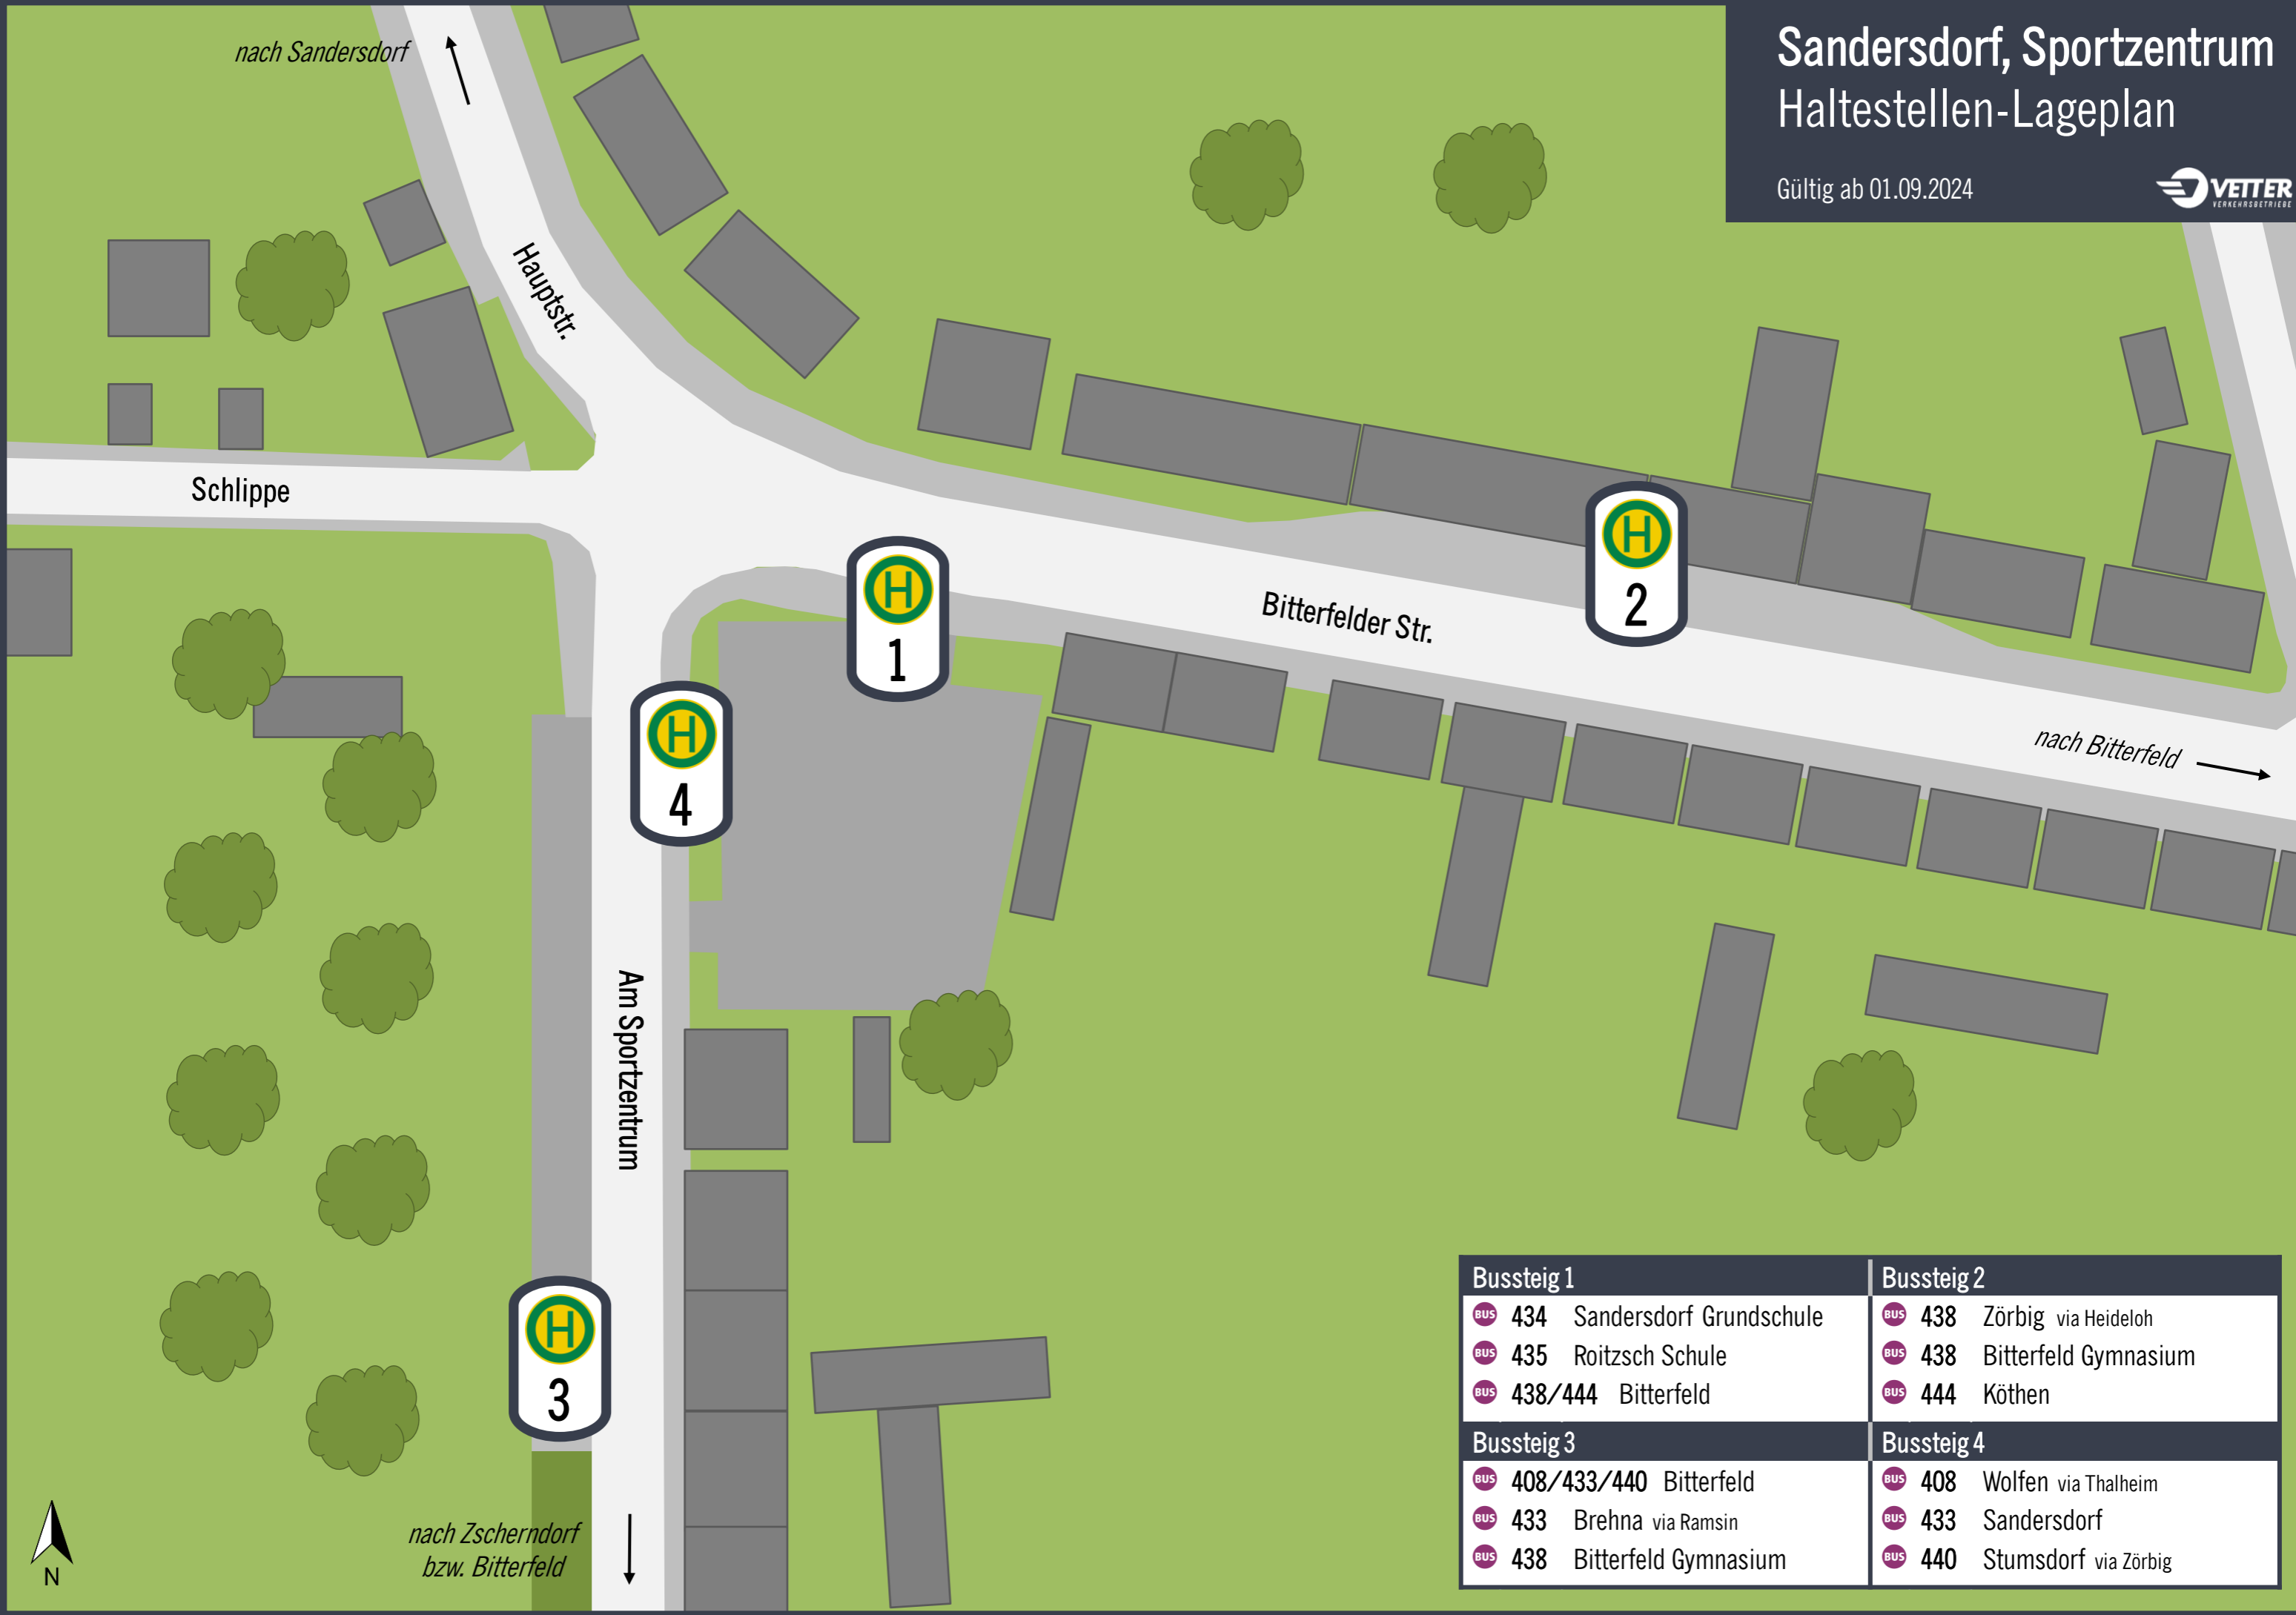 Sandersdorf, Sportzentrum
Haltestellen-Lageplan
Gültig ab 01.09.2024
VETTER
VERKEHRSBETRIEBE
nach Sandersdorf
Hauptstr.
Schlippe
H
1
H
2
Bitterfelder Str.
H
4
nach Bitterfeld
Am Sportzentrum
H
3
nach Zscherndorf
bzw. Bitterfeld
N
Bussteig 1
BUS 434 Sandersdorf Grundschule
BUS 435 Roitzsch Schule
BUS 438/444 Bitterfeld
Bussteig 2
BUS 438 Zörbig via Heideloh
BUS 438 Bitterfeld Gymnasium
BUS 444 Köthen
Bussteig 3
BUS 408/433/440 Bitterfeld
BUS 433 Brehna via Ramsin
BUS 438 Bitterfeld Gymnasium
Bussteig 4
BUS 408 Wolfen via Thalheim
BUS 433 Sandersdorf
BUS 440 Stumsdorf via Zörbig